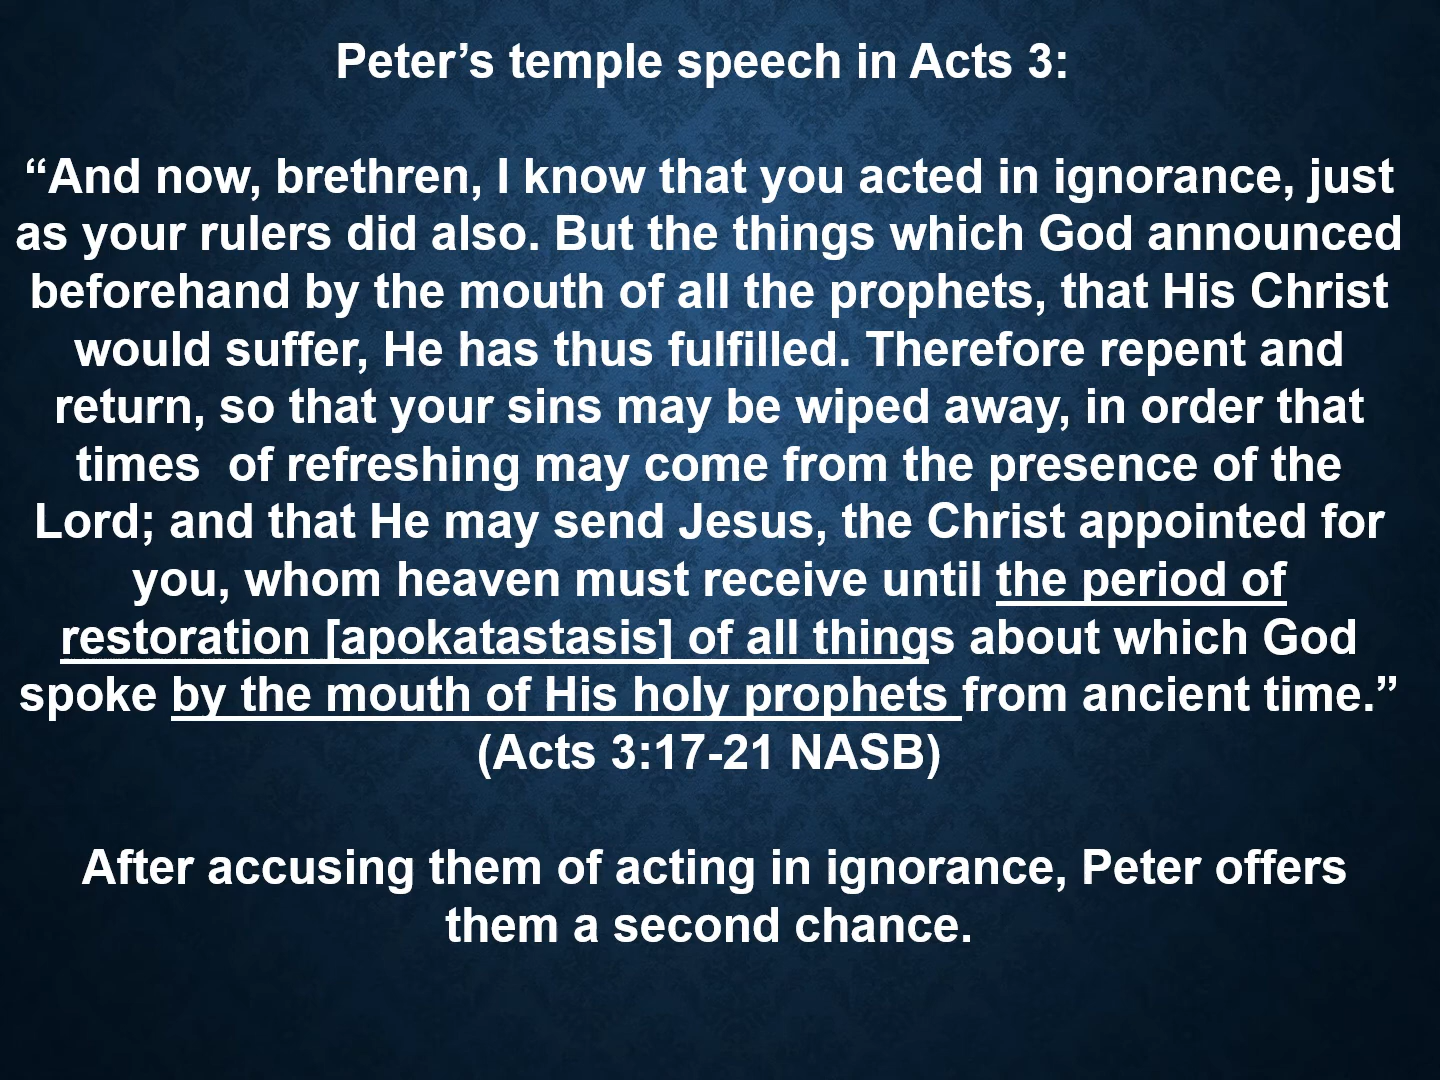 Peter’s temple speech in Acts 3:
“And now, brethren, I know that you acted in ignorance, just
as your rulers did also. But the things which God announced
beforehand by the mouth of all the prophets, that His Christ
would suffer, He has thus fulfilled. Therefore repent and
return, so that your sins may be wiped away, in order that
times  of refreshing may come from the presence of the
Lord; and that He may send Jesus, the Christ appointed for
you, whom heaven must receive until the period of
restoration [apokatastasis] of all things about which God
spoke by the mouth of His holy prophets from ancient time.”
(Acts 3:17-21 NASB)
After accusing them of acting in ignorance, Peter offers
them a second chance.